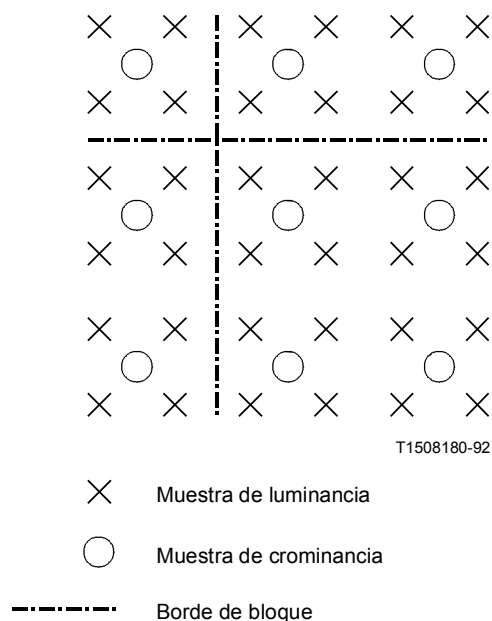 T1508180-92
Muestra de luminancia
Muestra de crominancia
Borde de bloque